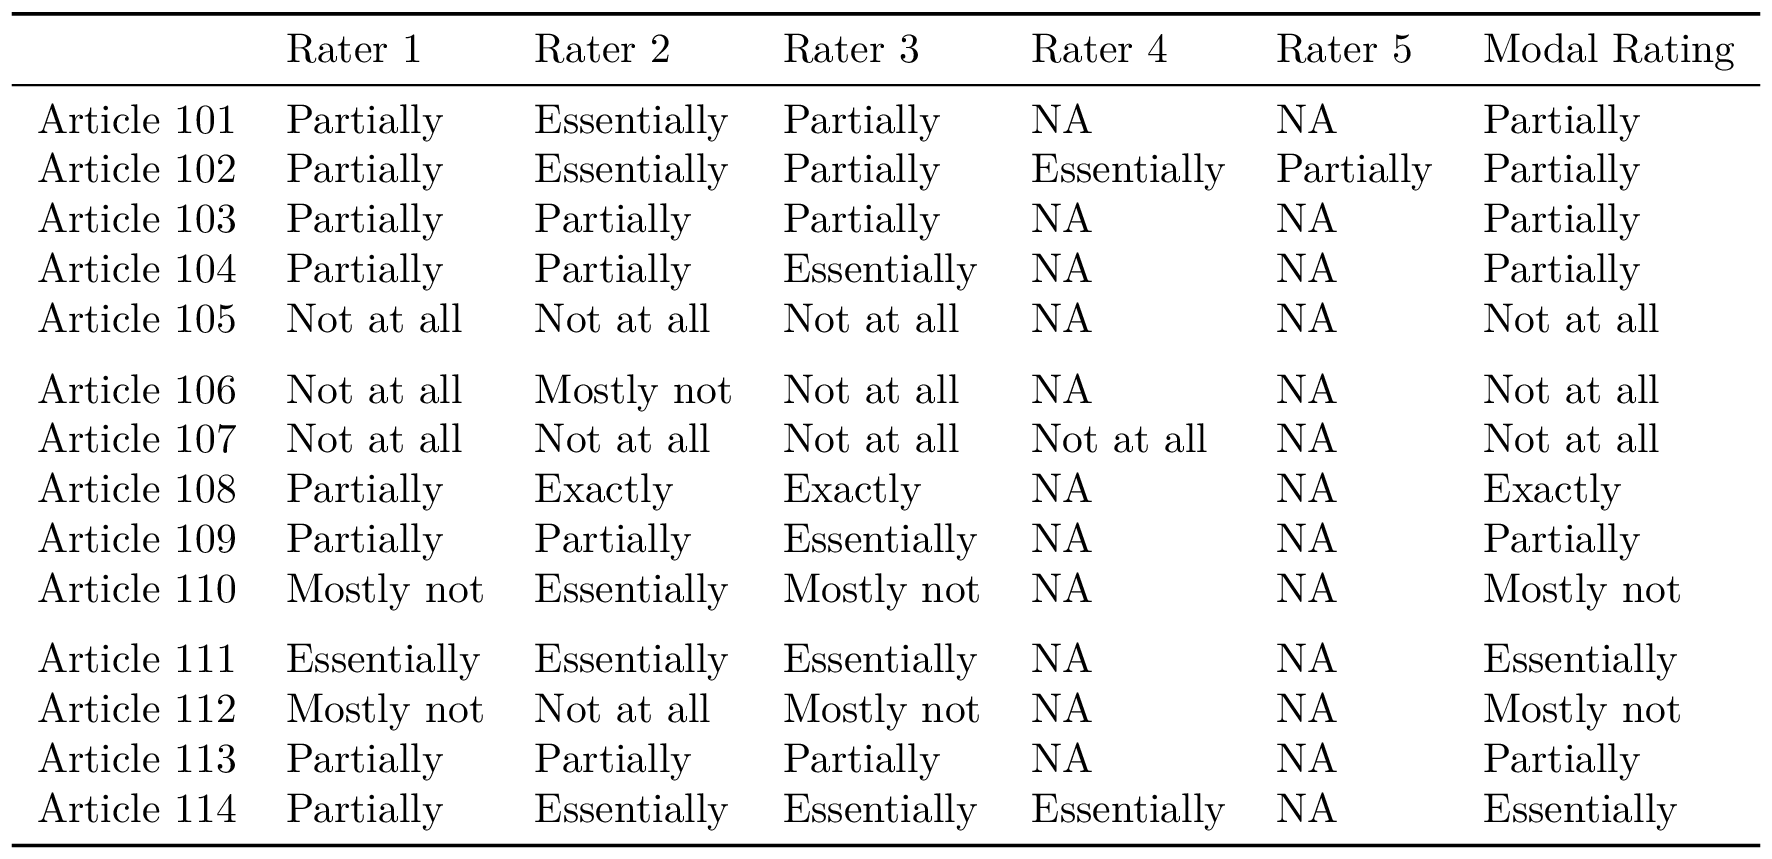 Rater 1 Rater 2 Rater 3 Rater 4 Rater 5 Modal Rating
Article 101 Partially Essentially Partially NA NA Partially
Article 102 Partially Essentially Partially Essentially Partially Partially
Article 103 Partially Partially Partially NA NA Partially
Article 104 Partially Partially Essentially NA NA Partially
Article 105 Not at all Not at all Not at all NA NA Not at all
Article 106 Not at all Mostly not Not at all NA NA Not at all
Article 107 Not at all Not at all Not at all Not at all NA Not at all
Article 108 Partially Exactly Exactly NA NA Exactly
Article 109 Partially Partially Essentially NA NA Partially
Article 110 Mostly not Essentially Mostly not NA NA Mostly not
Article 111 Essentially Essentially Essentially NA NA Essentially
Article 112 Mostly not Not at all Mostly not NA NA Mostly not
Article 113 Partially Partially Partially NA NA Partially
Article 114 Partially Essentially Essentially Essentially NA Essentially